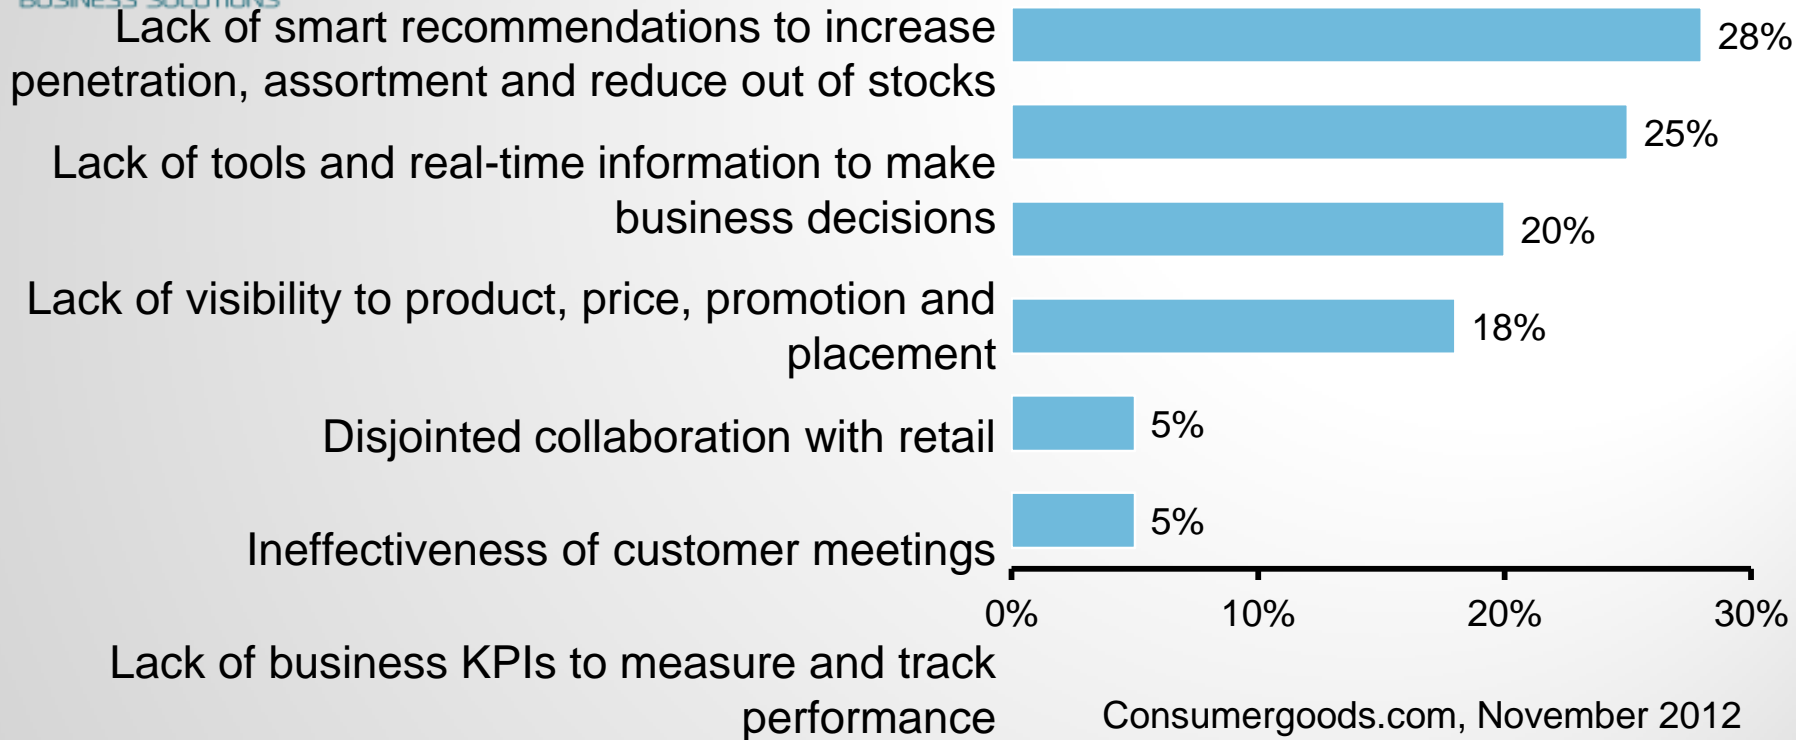 BUSINESS SOLUTIONS
Lack of smart recommendations to increase
penetration, assortment and reduce out of stocks
28%
25%
Lack of tools and real-time information to make
business decisions
20%
Lack of visibility to product, price, promotion and
placement
18%
Disjointed collaboration with retail
5%
Ineffectiveness of customer meetings
5%
0% 10% 20% 30%
Lack of business KPIs to measure and track
performance
Consumergoods.com, November 2012